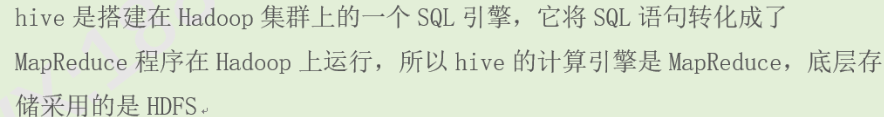 hive 是搭建在 Hadoop 集群上的一个 SQL 引擎，它将 SQL 语句转化成了
MapReduce 程序在 Hadoop 上运行，所以 hive 的计算引擎是 MapReduce，底层存
储采用的是 HDFS